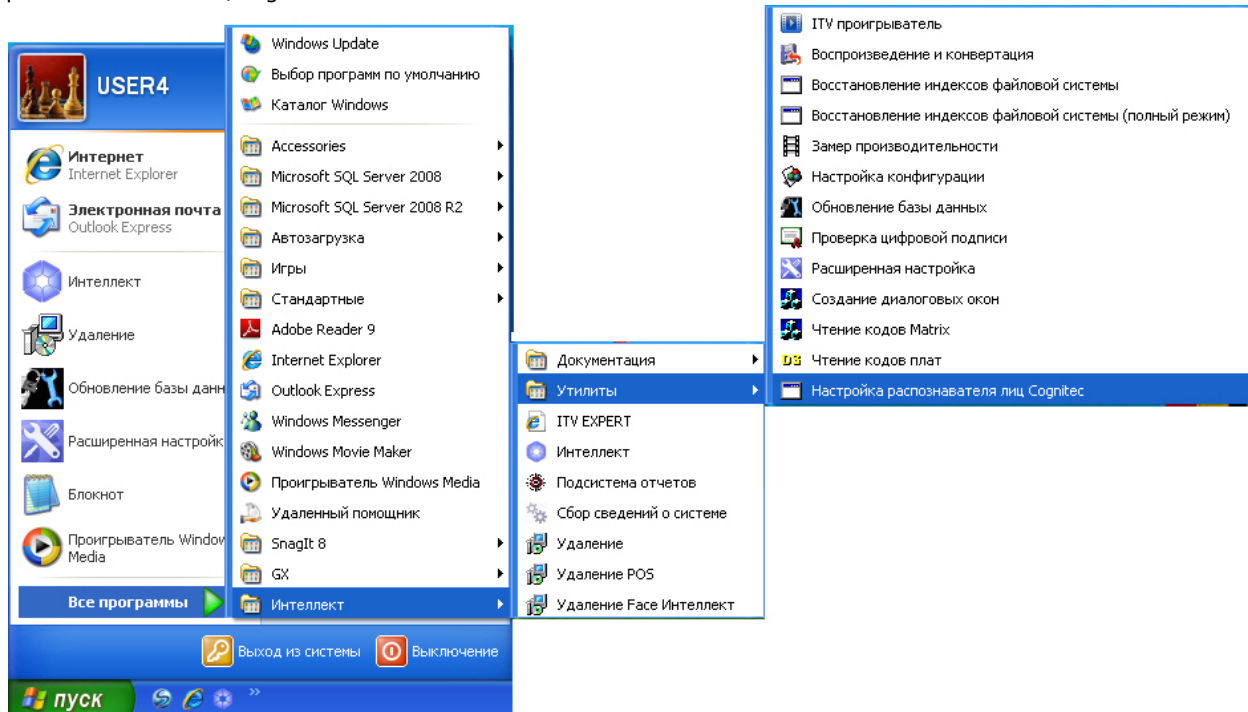 USER4
Интернет
Internet Explorer
Электронная почта
Outlook Express
Интеллект
Удаление
Обновление базы данн
Расширенная настройк
Блокнот
Проигрыватель Window
Media
Все программы
Windows Update
Выбор программ по умолчанию
Каталог Windows
Accessories
Microsoft SQL Server 2008
Microsoft SQL Server 2008 R2
Автозагрузка
Игры
Стандартные
Adobe Reader 9
Internet Explorer
Outlook Express
Windows Messenger
Windows Movie Maker
Проигрыватель Windows Media
Удаленный помощник
SnagIt 8
GX
Интеллект
Документация
Утилиты
ITV EXPERT
Интеллект
Подсистема отчетов
Сбор сведений о системе
Удаление
Удаление POS
Удаление Face Интеллект
ITV проигрыватель
Воспроизведение и конвертация
Восстановление индексов файловой системы
Восстановление индексов файловой системы (полный режим)
Замер производительности
Настройка конфигурации
Обновление базы данных
Проверка цифровой подписи
Расширенная настройка
Создание диалоговых окон
Чтение кодов Matrix
Чтение кодов плат
Настройка распознавателя лиц Cognitec
Выход из системы
Выключение
пуск